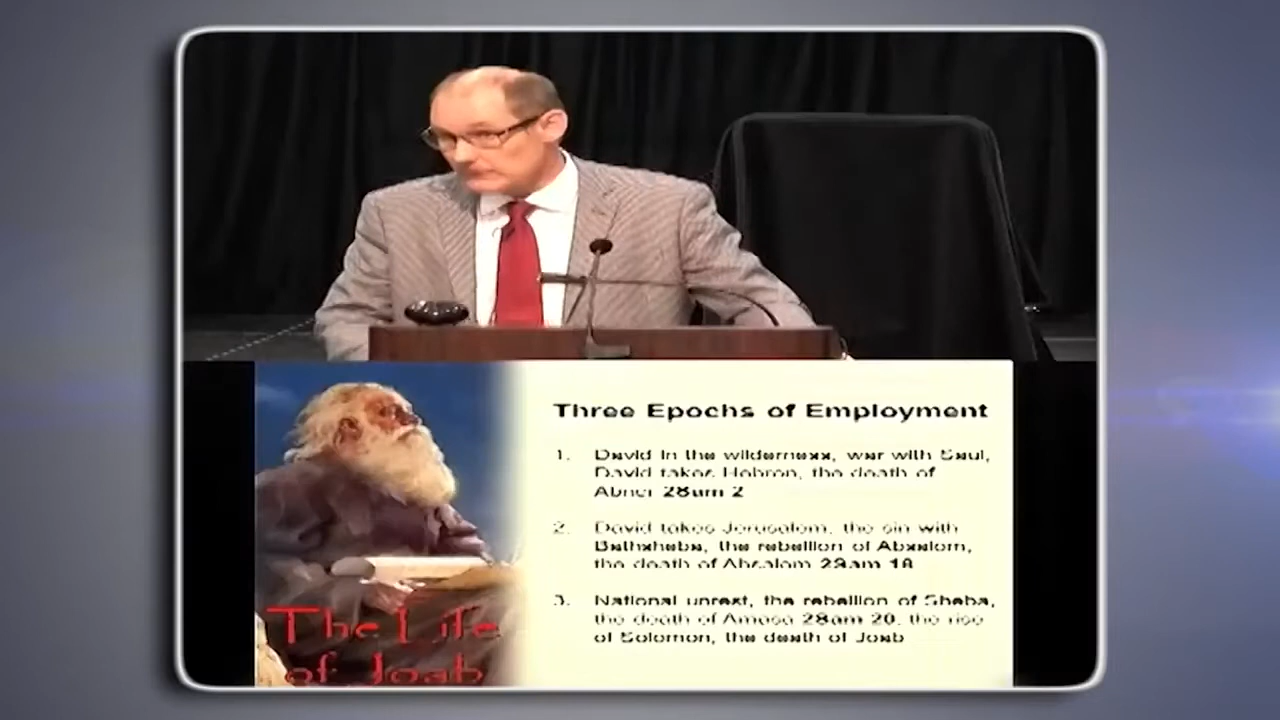 Three Epochs of Employment
1. David in the wilderness, war with Saul,
David takes Hebron, the death of
Abner 2Sam 2
2. David takes Jerusalem, the sin with
Bathsheba, the rebellion of Absalom,
the death of Absalom 2Sam 18
3. National unrest, the rebellion of Sheba,
the death of Amasa 2Sam 20, the rise
of Solomon, the death of Joab
The Life
of Joab